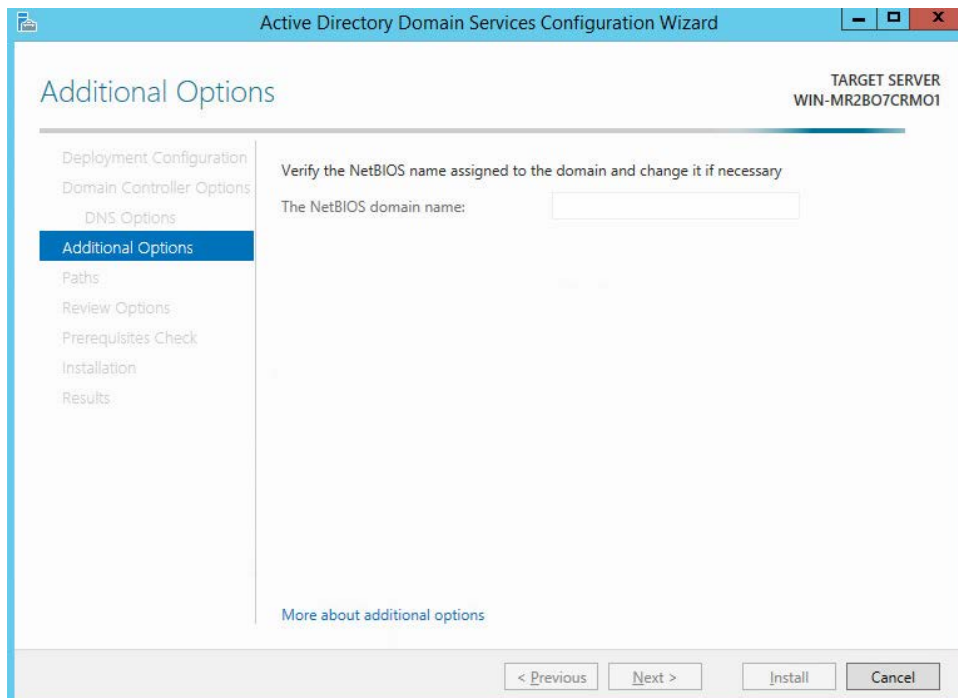 Active Directory Domain Services Configuration Wizard
Additional Options
TARGET SERVER
WIN-MR2BO7CRMO1
Deployment Configuration
Domain Controller Options
DNS Options
Additional Options
Paths
Review Options
Prerequisites Check
Installation
Results
Verify the NetBIOS name assigned to the domain and change it if necessary
The NetBIOS domain name:
More about additional options
< Previous
Next >
Install
Cancel